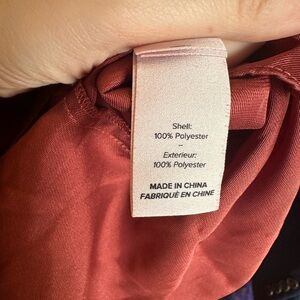 Shell:
100% Polyester
--
Exterieur:
100% Polyester
MADE IN CHINA
FABRIQUÉ EN CHINE